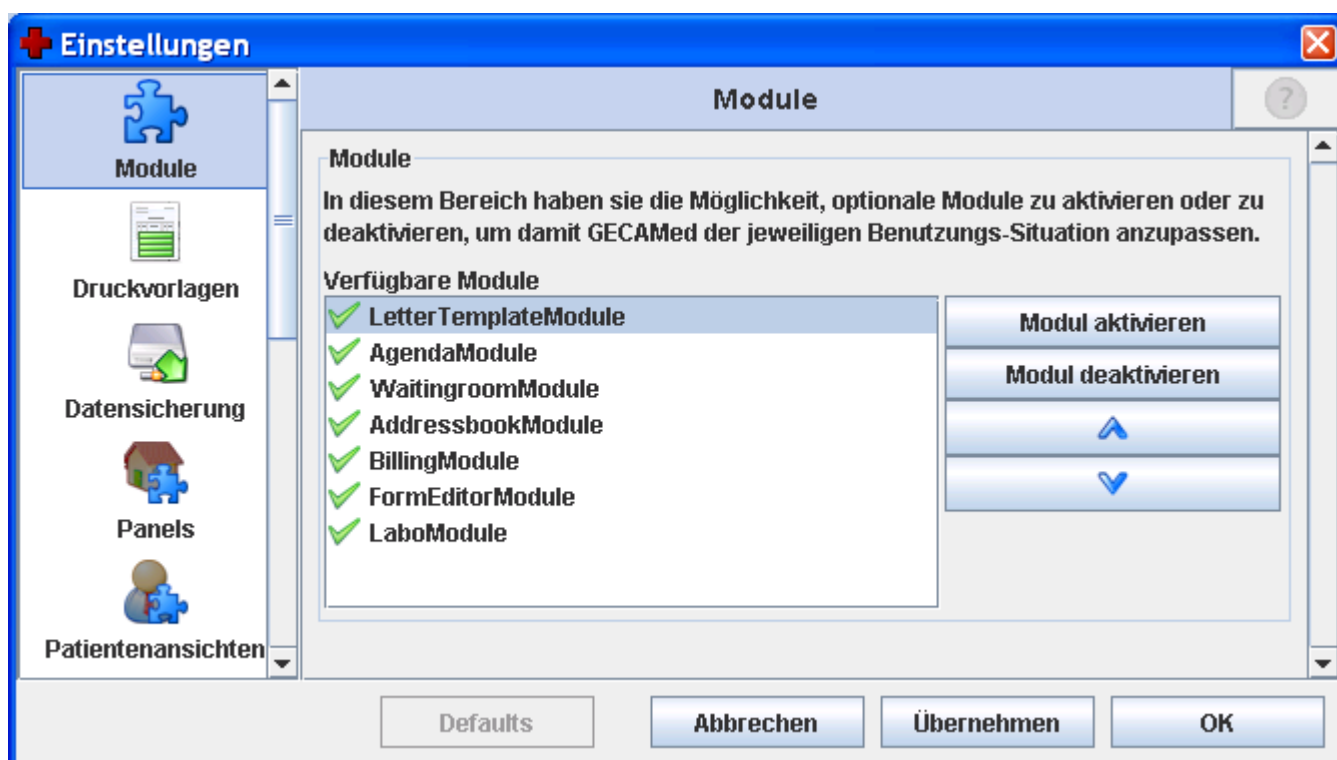 Einstellungen
Module
Druckvorlagen
Datensicherung
Panels
Patientenansichten
Module
?
Module
In diesem Bereich haben sie die Möglichkeit, optionale Module zu aktivieren oder zu
deaktivieren, um damit GECAMed der jeweiligen Benutzungs-Situation anzupassen.
Verfügbare Module
LetterTemplateModule
AgendaModule
WaitingroomModule
AddressbookModule
BillingModule
FormEditorModule
LaboModule
Modul aktivieren
Modul deaktivieren
Defaults
Abbrechen
Übernehmen
OK